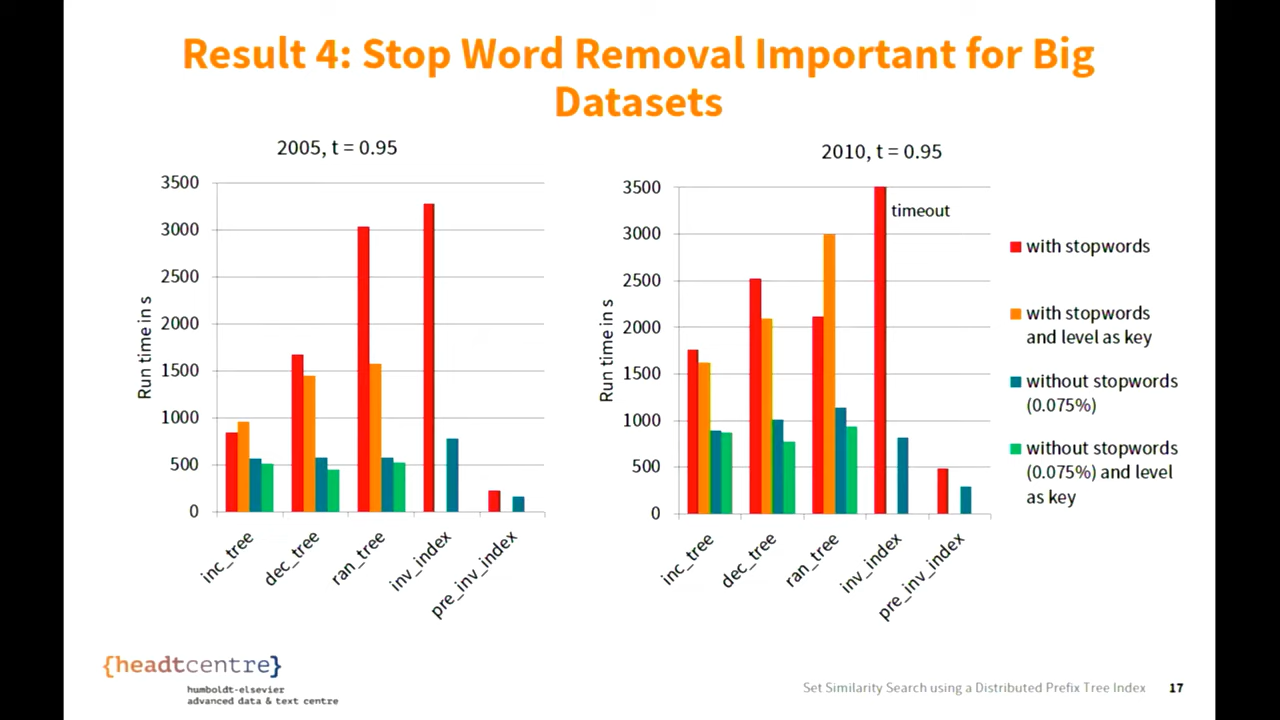 Result 4: Stop Word Removal Important for Big
Datasets
2005, t = 0.95
3500
3000
2500
2000
1500
1000
500
0
Run time in s
inc_tree
dec_tree
ran_tree
inv_index
pre_inv_index
2010, t = 0.95
3500
3000
2500
2000
1500
1000
500
0
Run time in s
timeout
inc_tree
dec_tree
ran_tree
inv_index
pre_inv_index
with stopwords
with stopwords
and level as key
without stopwords
(0.075%)
without stopwords
(0.075%) and level
as key
{headtcentre}
humboldt-elsevier
advanced data & text centre
Set Similarity Search using a Distributed Prefix Tree Index 17